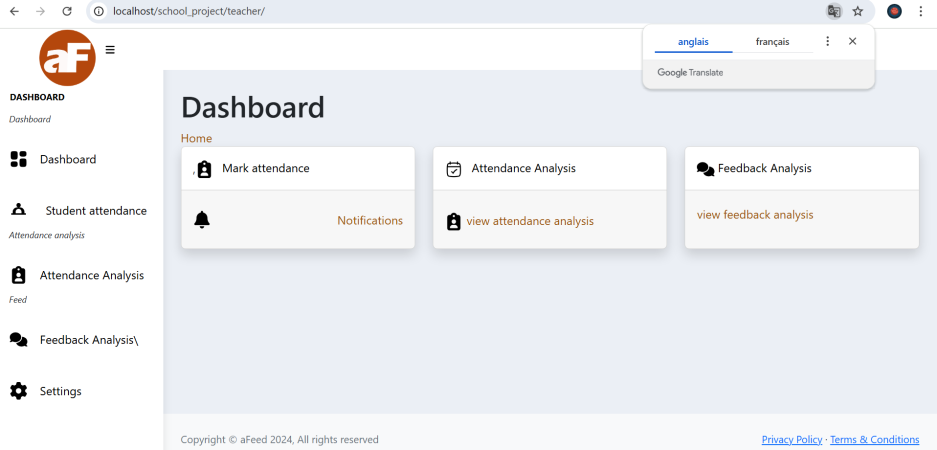 localhost/school_project/teacher/
anglais français
Google Translate
aF
DASHBOARD
Dashboard
Dashboard
Student attendance
Attendance analysis
Attendance Analysis
Feed
Feedback Analysis\
Settings
Dashboard
Home
, Mark attendance
Notifications
Attendance Analysis
view attendance analysis
Feedback Analysis
view feedback analysis
Copyright © aFeed 2024, All rights reserved
Privacy Policy · Terms & Conditions